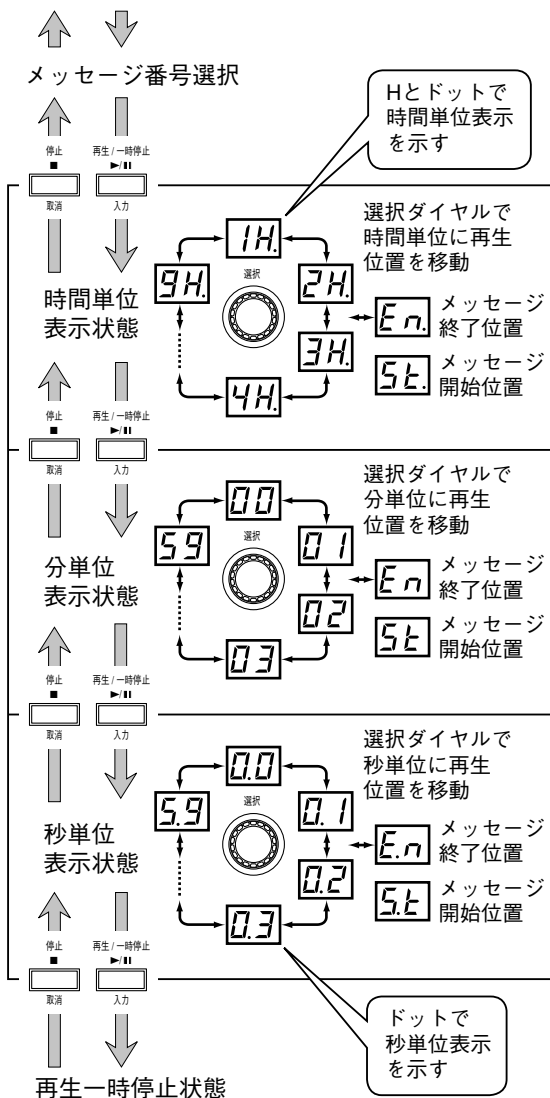 メッセージ番号選択
Hとドットで
時間単位表示
を示す
停止
■
取消
再生 / 一時停止
▶/❚❚
入力
選択ダイヤルで
時間単位に再生
位置を移動
1H.
9H.
選択
2H.
3H.
4H.
En.
メッセージ
終了位置
St.
メッセージ
開始位置
時間単位
表示状態
停止
■
取消
再生 / 一時停止
▶/❚❚
入力
選択ダイヤルで
分単位に再生
位置を移動
00
59
選択
01
02
03
En
メッセージ
終了位置
St
メッセージ
開始位置
分単位
表示状態
停止
■
取消
再生 / 一時停止
▶/❚❚
入力
選択ダイヤルで
秒単位に再生
位置を移動
0.0
5.9
選択
0.1
0.2
0.3
E.n
メッセージ
終了位置
S.t
メッセージ
開始位置
秒単位
表示状態
停止
■
取消
再生 / 一時停止
▶/❚❚
入力
ドットで
秒単位表示
を示す
再生一時停止状態